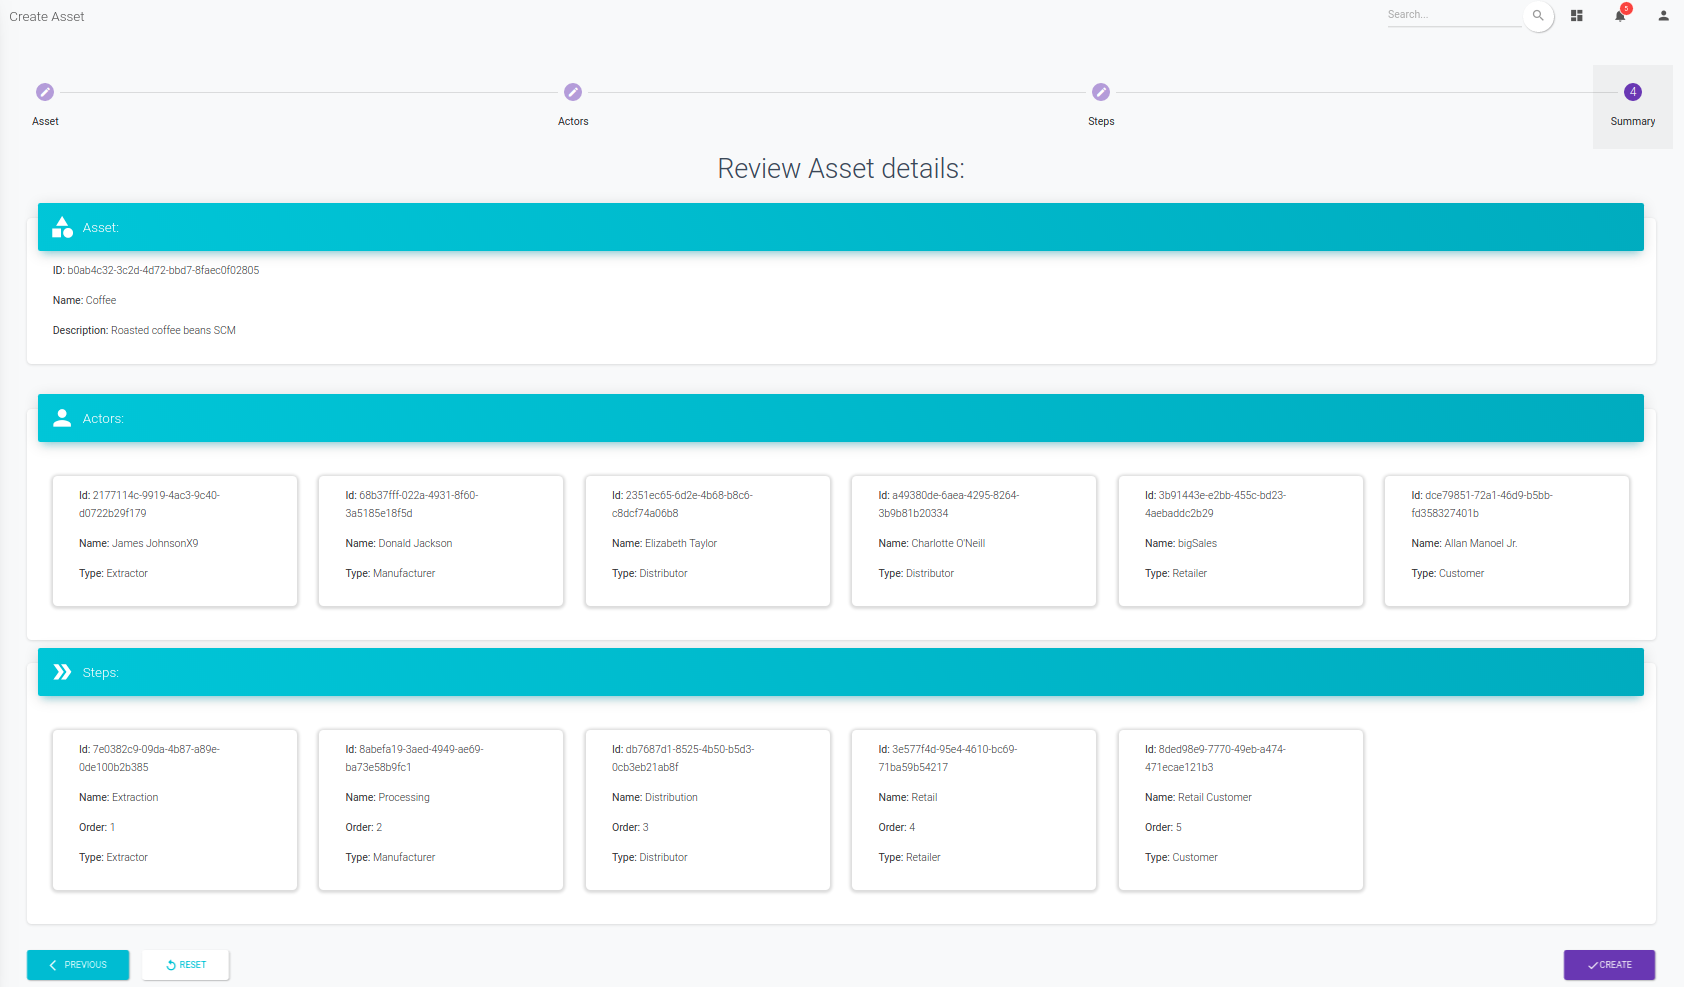 Create Asset
Search...
5
4
Asset
Actors
Steps
Summary
Review Asset details:
Asset:
ID: b0ab4c32-3c2d-4d72-bbd7-8faec0f02805
Name: Coffee
Description: Roasted coffee beans SCM
Actors:
Id: 2177114c-9919-4ac3-9c40-
d0722b29f179
Name: James JohnsonX9
Type: Extractor
Id: 68b37fff-022a-4931-8f60-
3a5185e18f5d
Name: Donald Jackson
Type: Manufacturer
Id: 2351ec65-6d2e-4b68-b8c6-
c8dcf74a06b8
Name: Elizabeth Taylor
Type: Distributor
Id: a49380de-6aea-4295-8264-
3b9b81b20334
Name: Charlotte O'Neill
Type: Distributor
Id: 3b91443e-e2bb-455c-bd23-
4aebaddc2b29
Name: bigSales
Type: Retailer
Id: dce79851-72a1-46d9-b5bb-
fd358327401b
Name: Allan Manoel Jr.
Type: Customer
Steps:
Id: 7e0382c9-09da-4b87-a89e-
0de100b2b385
Name: Extraction
Order: 1
Type: Extractor
Id: 8abefa19-3aed-4949-ae69-
ba73e58b9fc1
Name: Processing
Order: 2
Type: Manufacturer
Id: db7687d1-8525-4b50-b5d3-
0cb3eb21ab8f
Name: Distribution
Order: 3
Type: Distributor
Id: 3e577f4d-95e4-4610-bc69-
71ba59b54217
Name: Retail
Order: 4
Type: Retailer
Id: 8ded98e9-7770-49eb-a474-
471ecae121b3
Name: Retail Customer
Order: 5
Type: Customer
PREVIOUS
RESET
CREATE